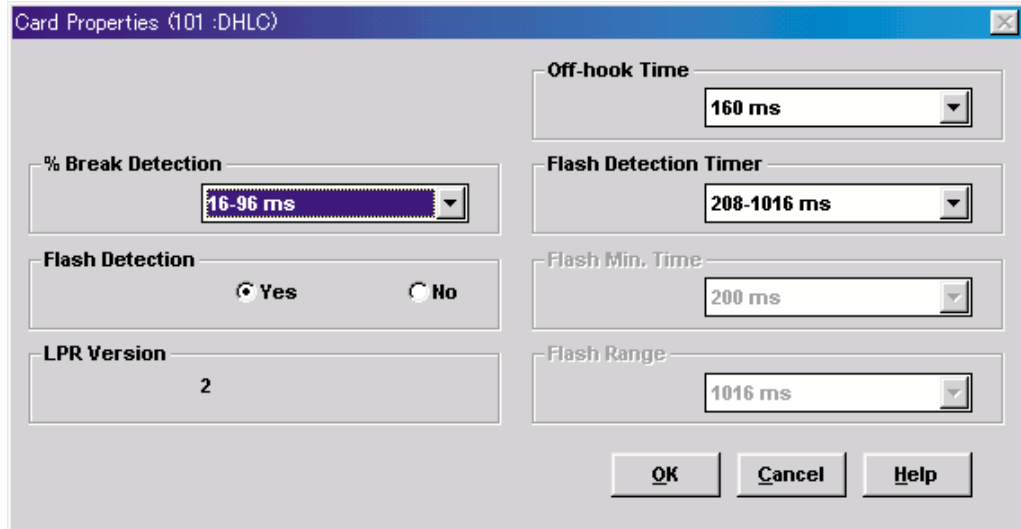 Card Properties (101 :DHLC)
Off-hook Time
160 ms
% Break Detection
16-96 ms
Flash Detection Timer
208-1016 ms
Flash Detection
Yes No
Flash Min. Time
200 ms
LPR Version
2
Flash Range
1016 ms
OK Cancel Help